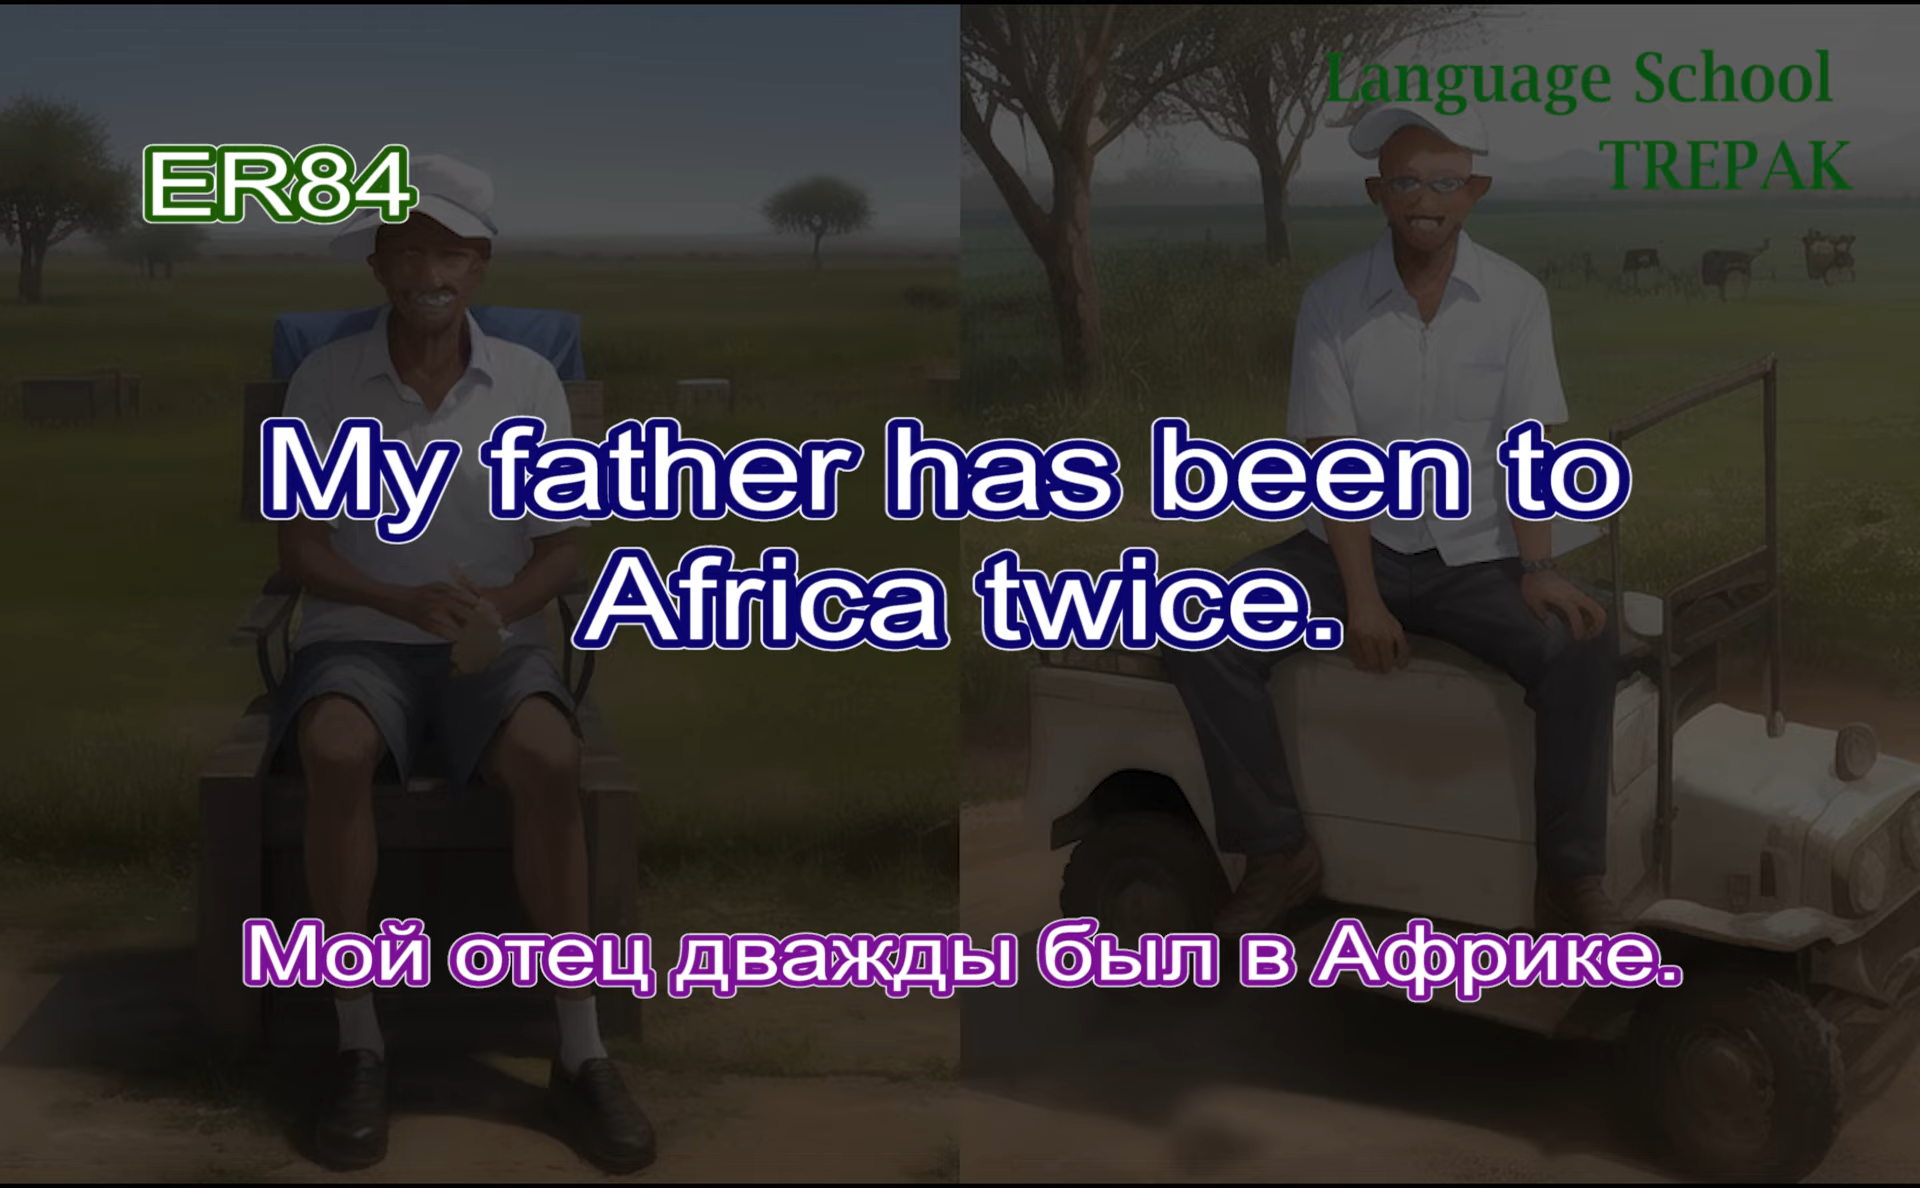 Language School
TREPAK
ER84
My father has been to
Africa twice.
Мой отец дважды был в Африке.